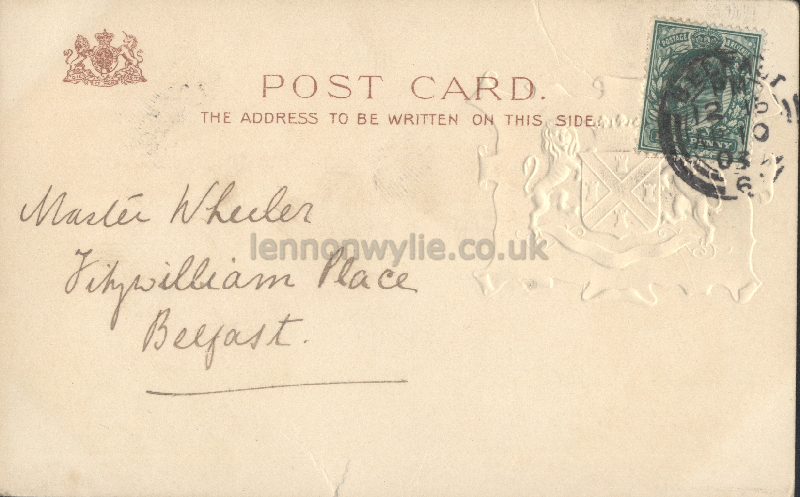 POST CARD.
THE ADDRESS TO BE WRITTEN ON THIS SIDE.
Master Wheeler
lennonwylie.co.uk
Fitzwilliam Place
Belfast.